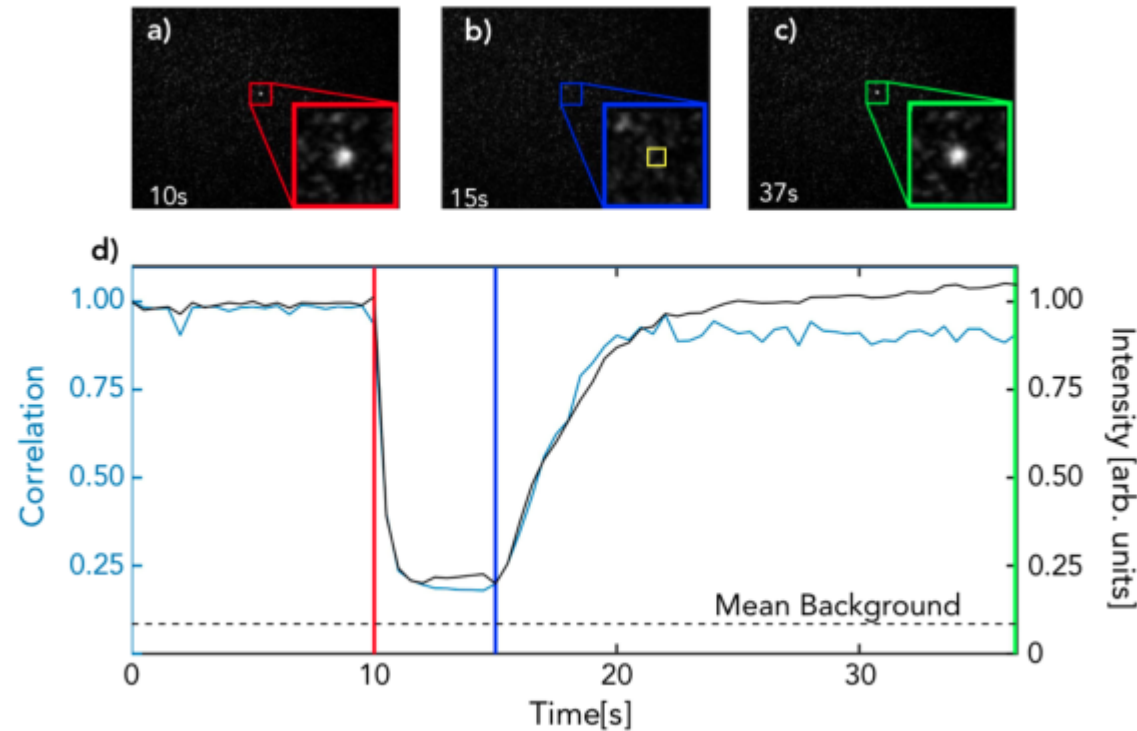 a)
b)
c)
10s
15s
37s
d)
1.00
0.75
0.50
0.25
Correlation
1.00
0.75
0.50
0.25
0
Intensity [arb. units]
Mean Background
0
10
20
30
Time[s]